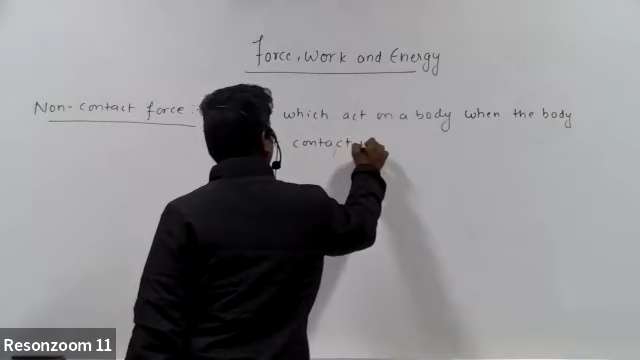 Force, Work and Energy
Non-contact force :- which act on a body when the body
contact
Resonzoom 11